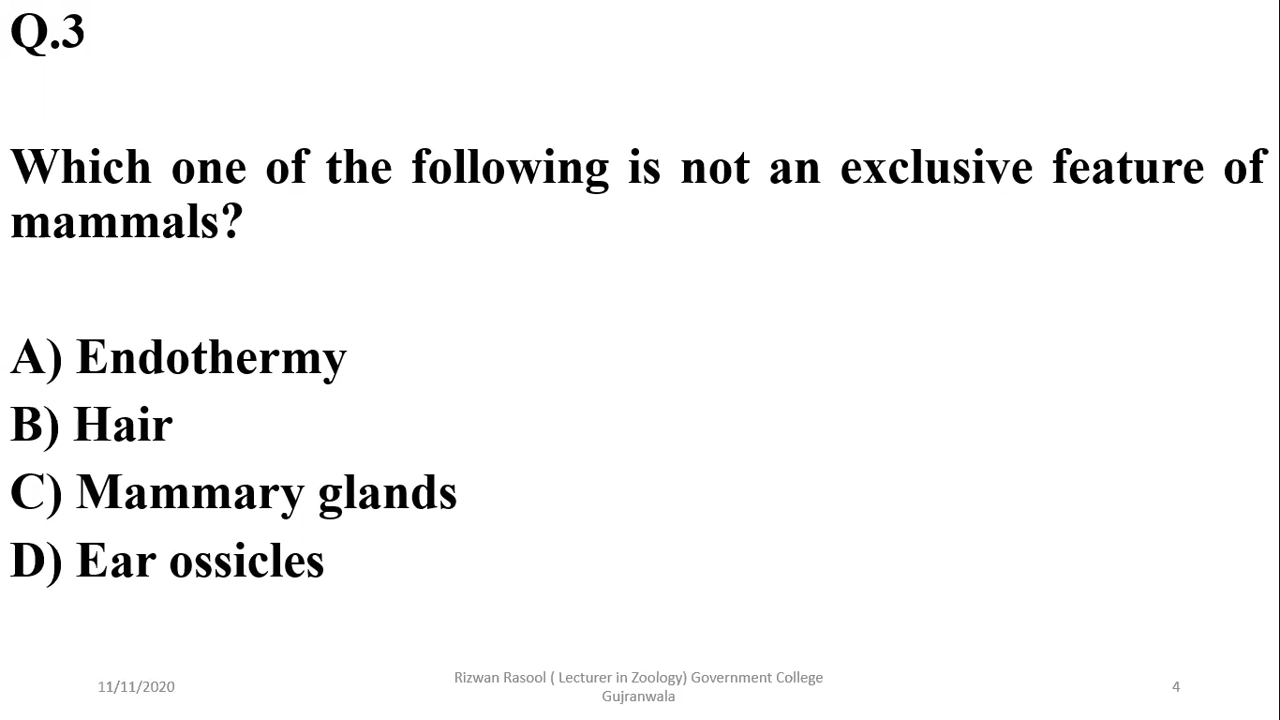 Q.3
Which one of the following is not an exclusive feature of
mammals?
A) Endothermy
B) Hair
C) Mammary glands
D) Ear ossicles
11/11/2020
Rizwan Rasool ( Lecturer in Zoology) Government College
Gujranwala
4